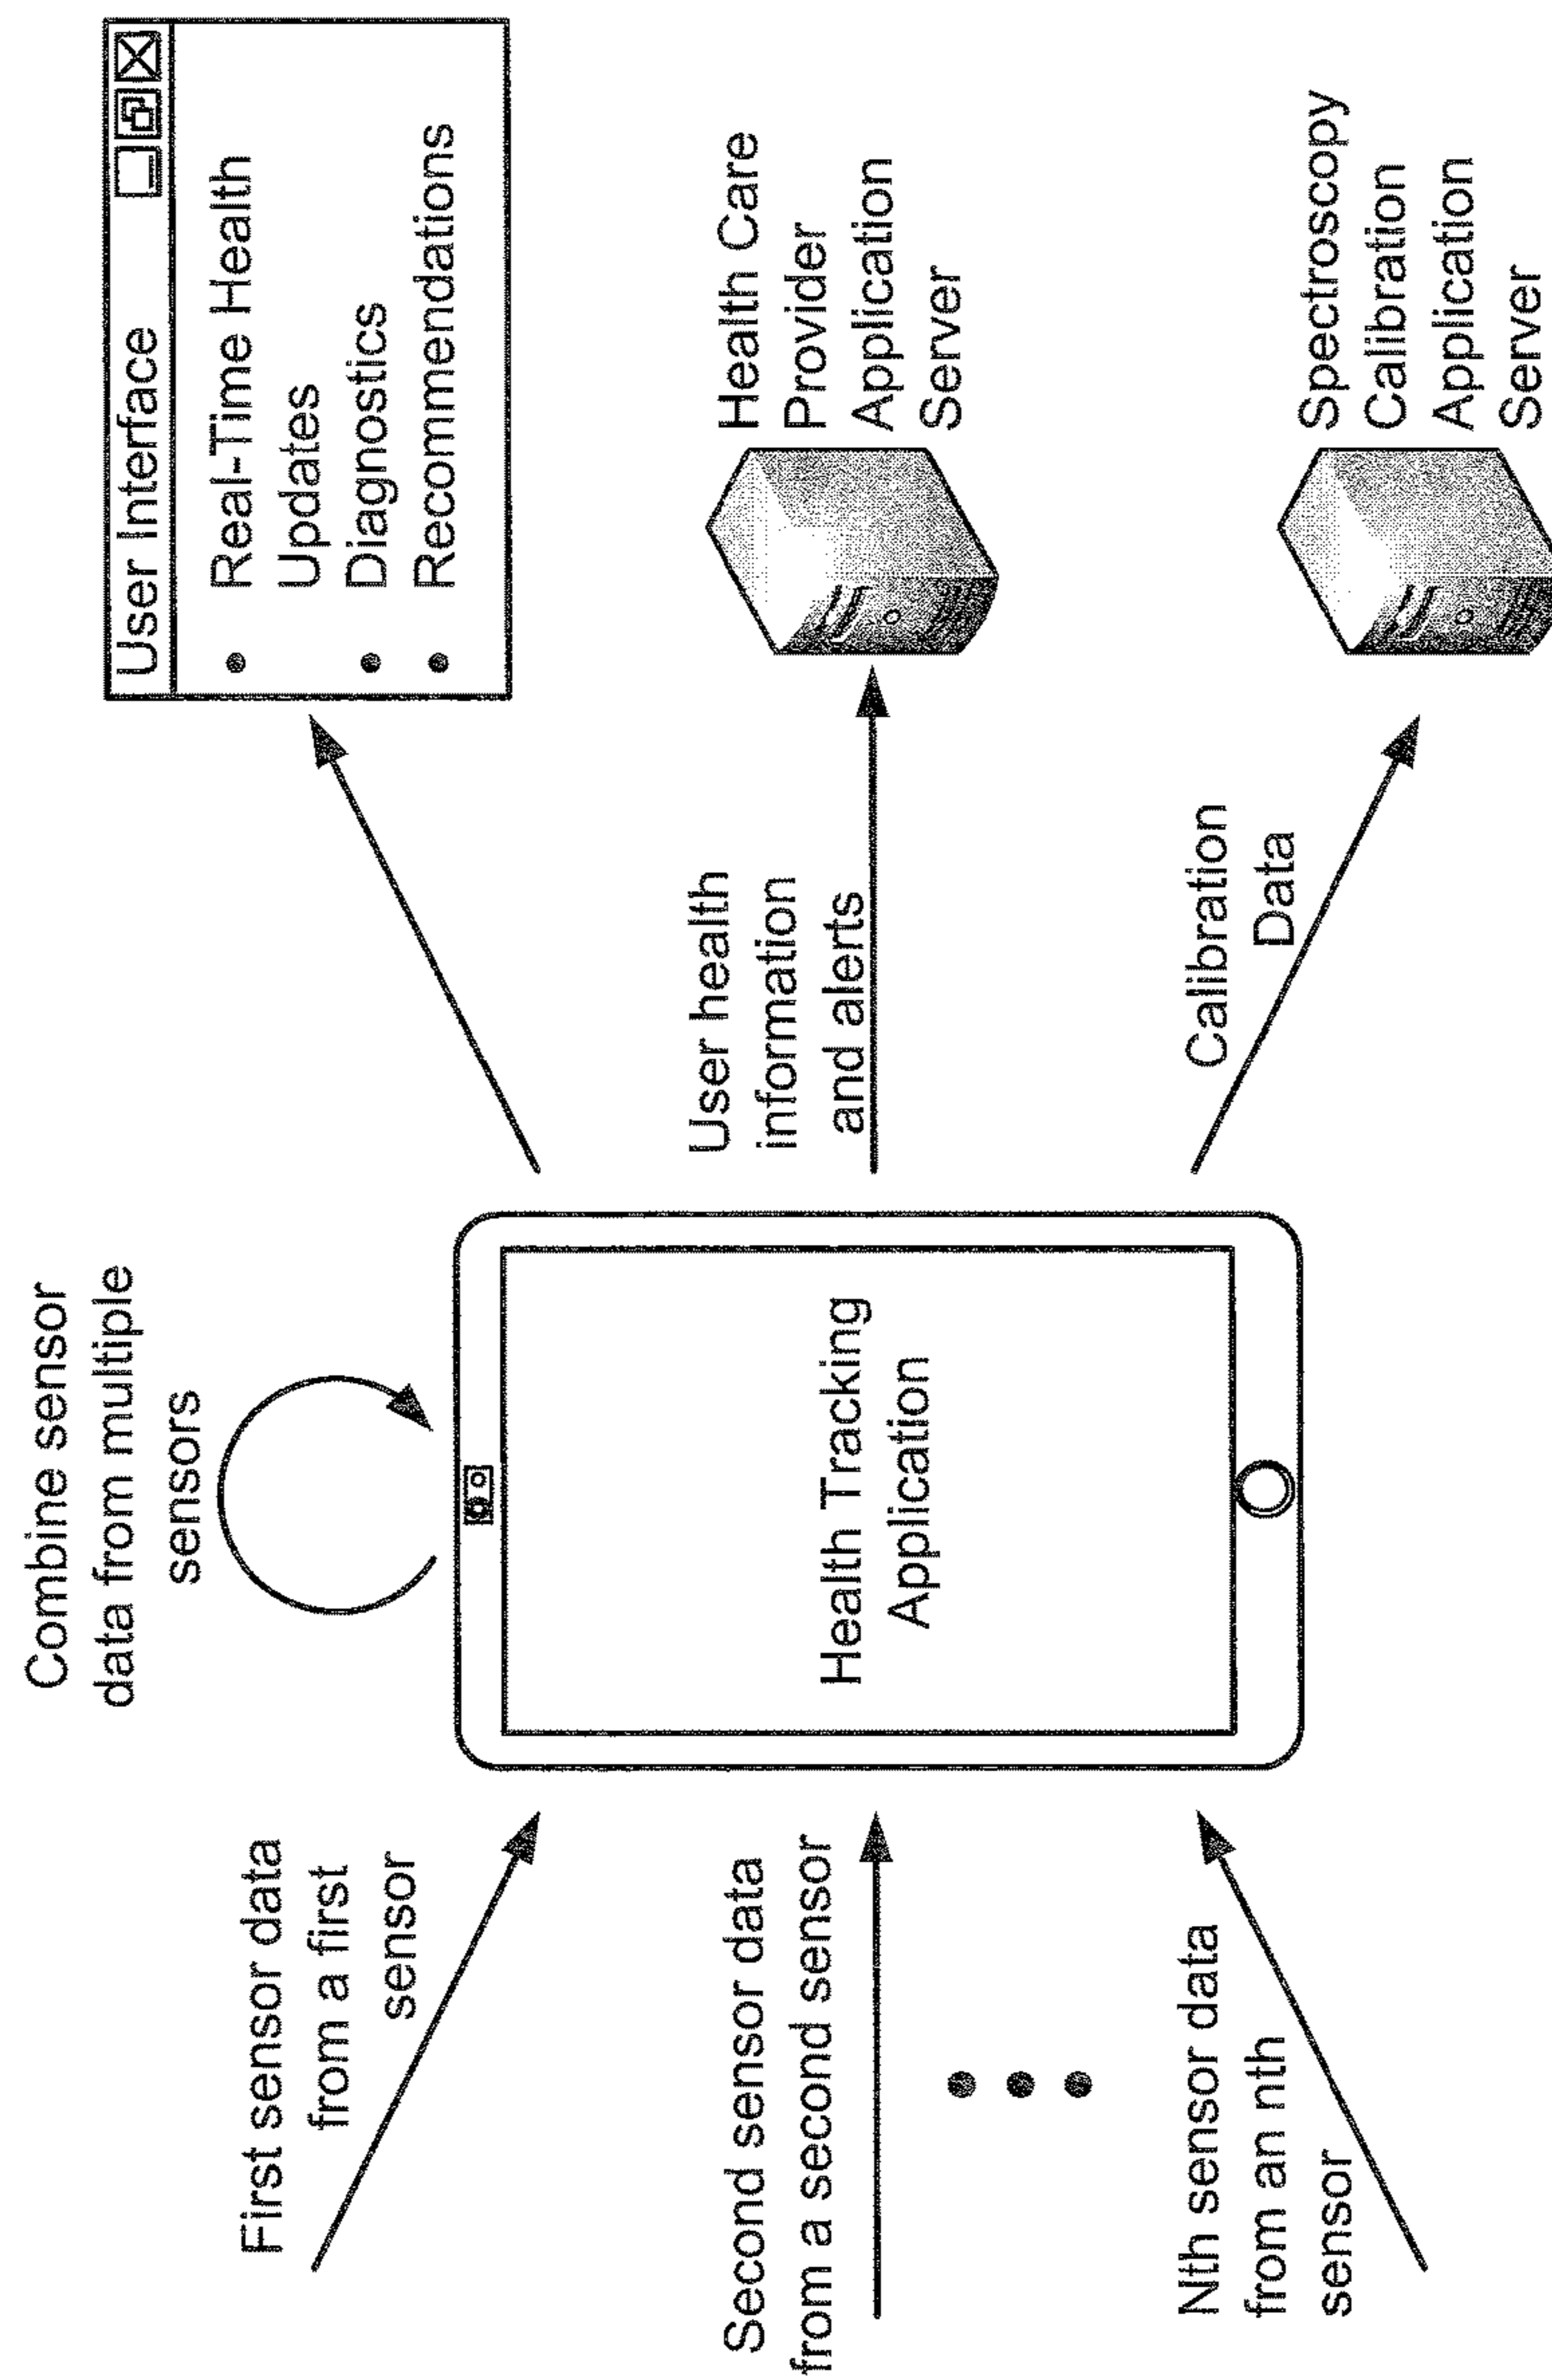 Combine sensor
data from multiple
sensors
First sensor data
from a first
sensor
Second sensor data
from a second sensor
Nth sensor data
from an nth
sensor
Health Tracking
Application
User health
information
and alerts
Calibration
Data
User Interface
• Real-Time Health
Updates
• Diagnostics
• Recommendations
Health Care
Provider
Application
Server
Spectroscopy
Calibration
Application
Server